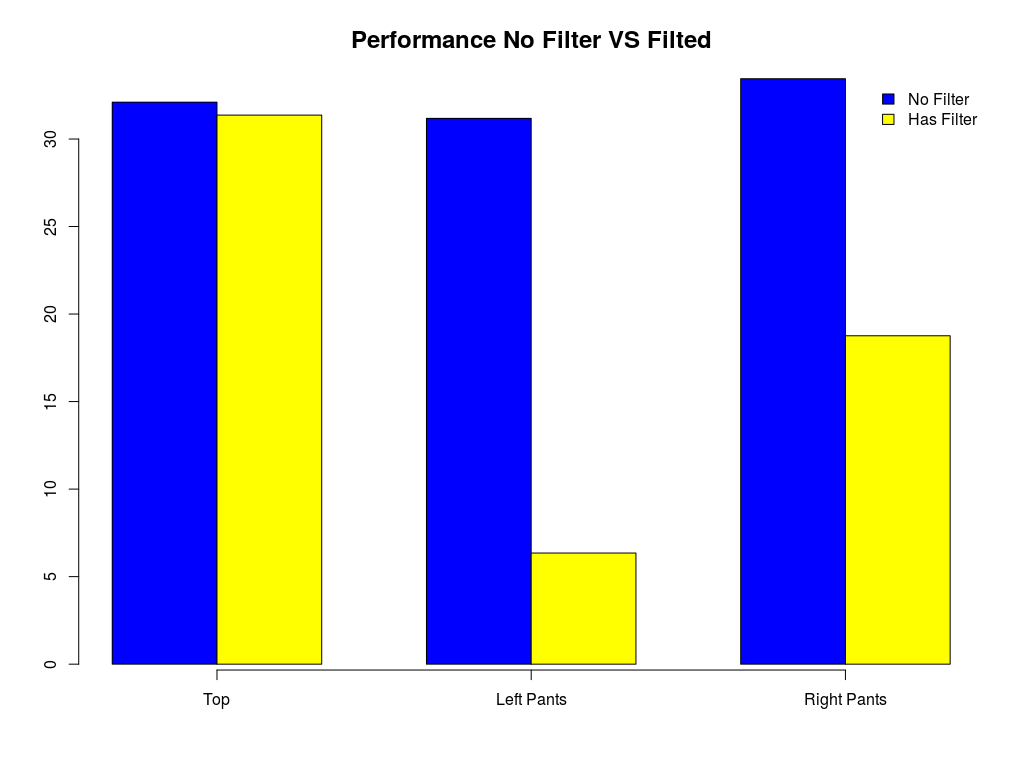 Performance No Filter VS Filted
No Filter
Has Filter
30
25
20
15
10
5
0
Top
Left Pants
Right Pants